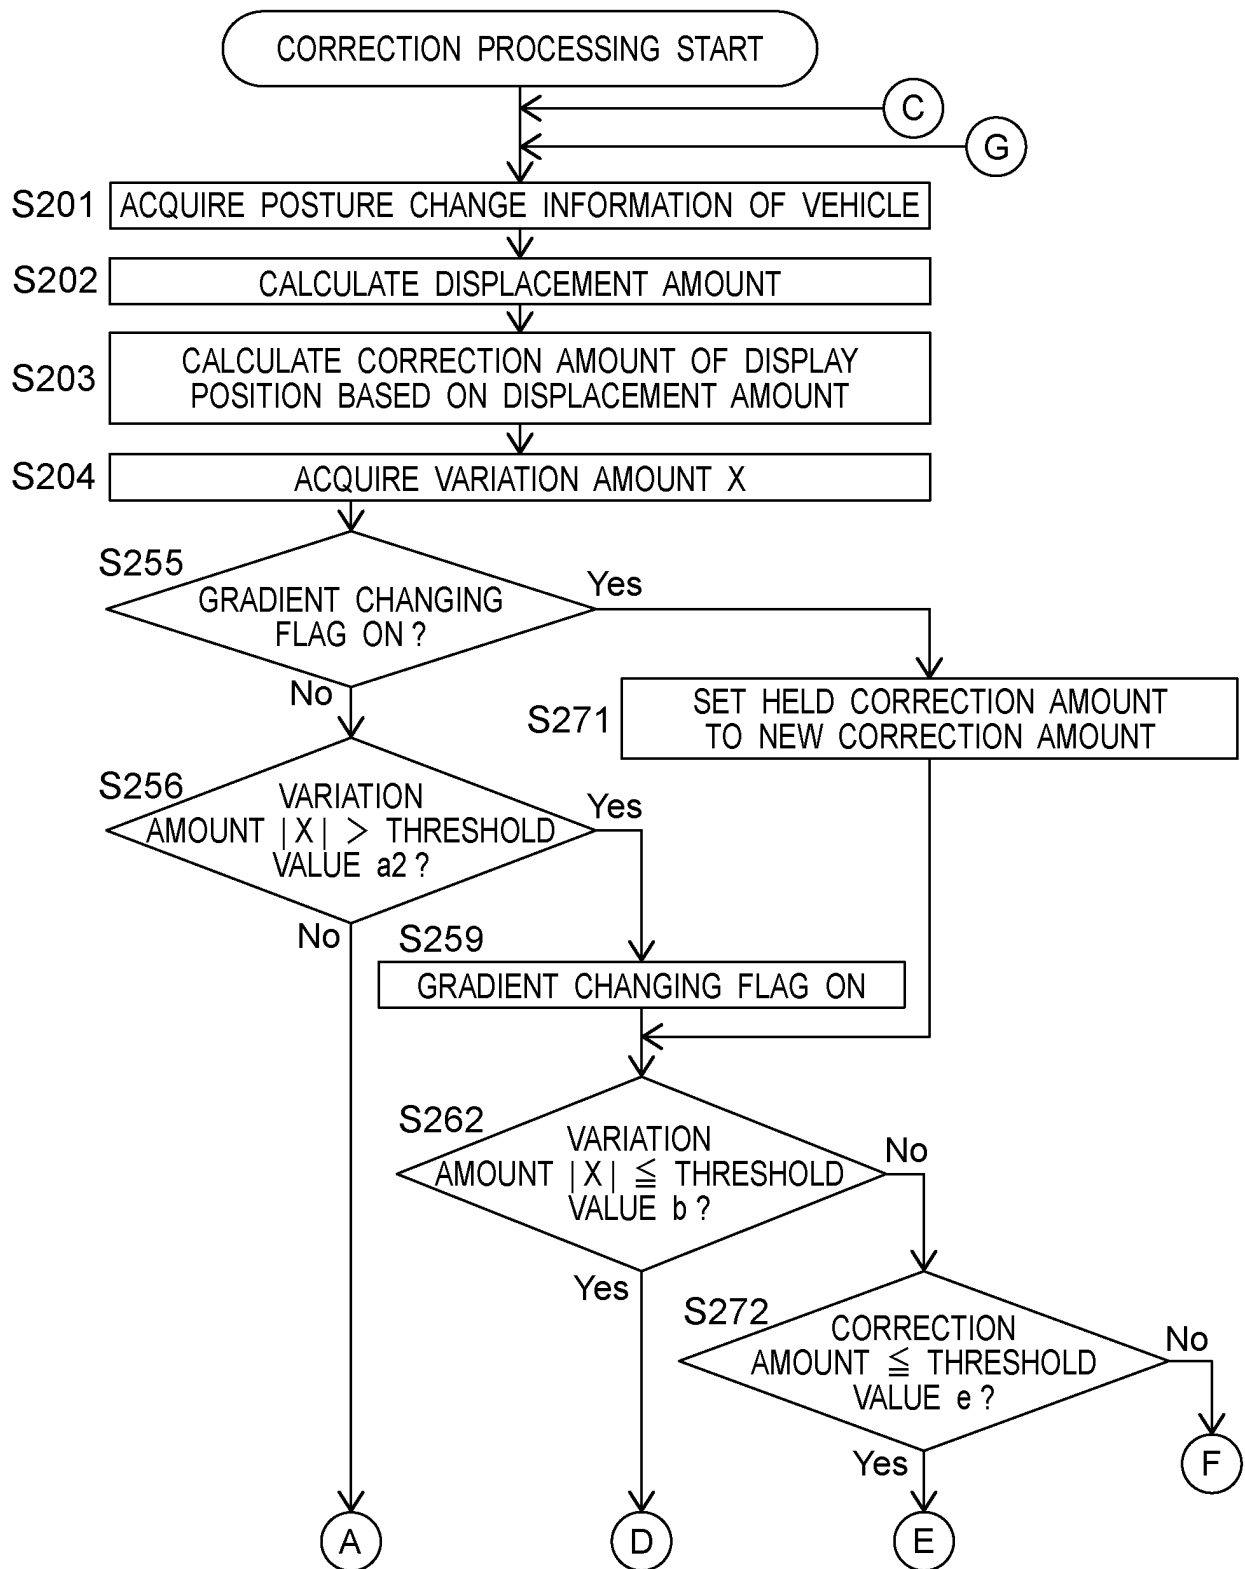 CORRECTION PROCESSING START
C
G
S201
ACQUIRE POSTURE CHANGE INFORMATION OF VEHICLE
S202
CALCULATE DISPLACEMENT AMOUNT
S203
CALCULATE CORRECTION AMOUNT OF DISPLAY
POSITION BASED ON DISPLACEMENT AMOUNT
S204
ACQUIRE VARIATION AMOUNT X
S255
GRADIENT CHANGING
FLAG ON?
Yes
No
S271
SET HELD CORRECTION AMOUNT
TO NEW CORRECTION AMOUNT
S256
VARIATION
AMOUNT |X| > THRESHOLD
VALUE a2?
Yes
No
S259
GRADIENT CHANGING FLAG ON
S262
VARIATION
AMOUNT |X| ≦ THRESHOLD
VALUE b?
No
Yes
S272
CORRECTION
AMOUNT ≦ THRESHOLD
VALUE e?
No
Yes
F
A
D
E